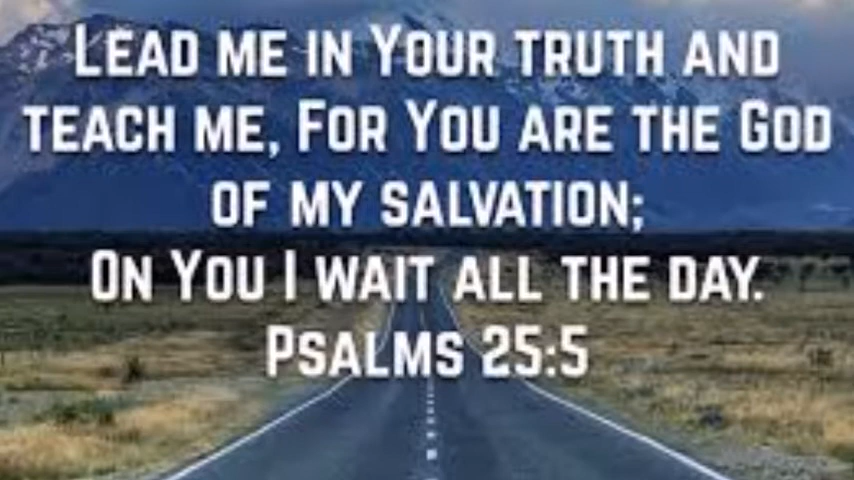 Lead me in Your truth and
teach me, For You are the God
of my salvation;
On You I wait all the day.
Psalms 25:5